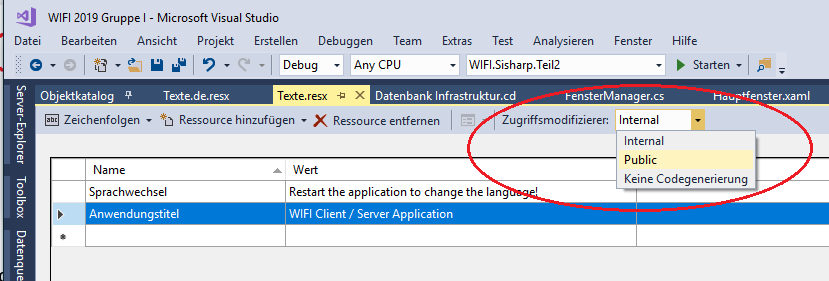 WIFI 2019 Gruppe I - Microsoft Visual Studio
Datei Bearbeiten Ansicht Projekt Erstellen Debuggen Team Extras Test Analysieren Fenster Hilfe
Debug Any CPU WIFI.Sisharp.Teil2 Starten
Objektkatalog Texte.de.resx Texte.resx Datenbank Infrastruktur.cd FensterManager.cs Hauptfenster.xaml
abc Zeichenfolgen Ressource hinzufügen Ressource entfernen Zugriffsmodifizierer: Internal
Internal
Public
Keine Codegenerierung
Name Wert
Sprachwechsel Restart the application to change the language!
Anwendungstitel WIFI Client / Server Application
Server-Explorer
Toolbox